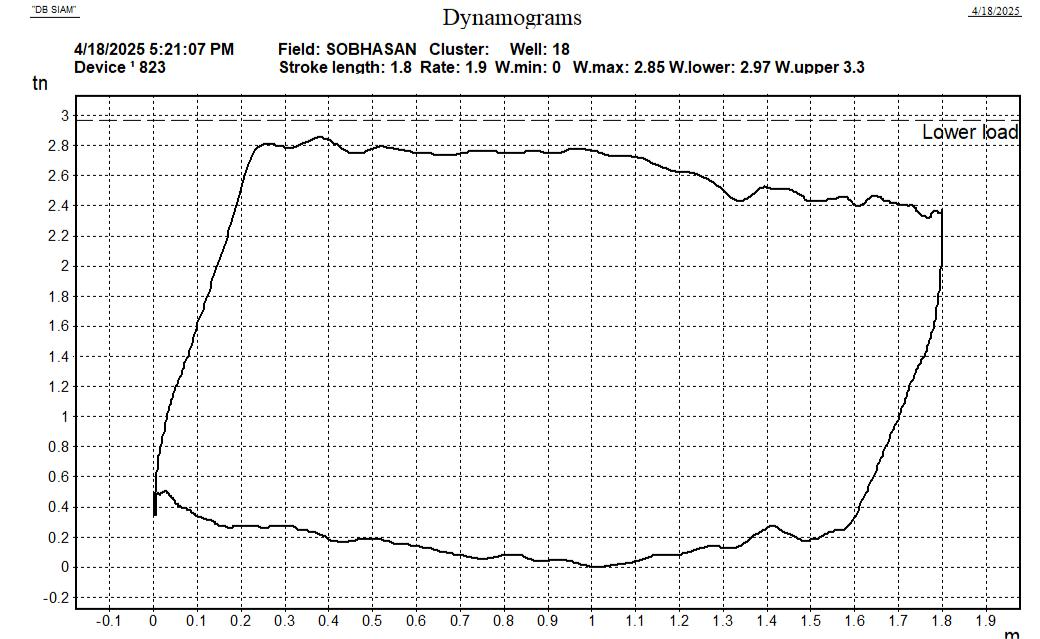 "DB SIAM"
Dynamograms
4/18/2025
4/18/2025 5:21:07 PM Field: SOBHASAN Cluster: Well: 18
Device ¹ 823 Stroke length: 1.8 Rate: 1.9 W.min: 0 W.max: 2.85 W.lower: 2.97 W.upper 3.3
tn
3
Lower load
2.8
2.6
2.4
2.2
2
1.8
1.6
1.4
1.2
1
0.8
0.6
0.4
0.2
0
-0.2
-0.1 0 0.1 0.2 0.3 0.4 0.5 0.6 0.7 0.8 0.9 1 1.1 1.2 1.3 1.4 1.5 1.6 1.7 1.8 1.9
m